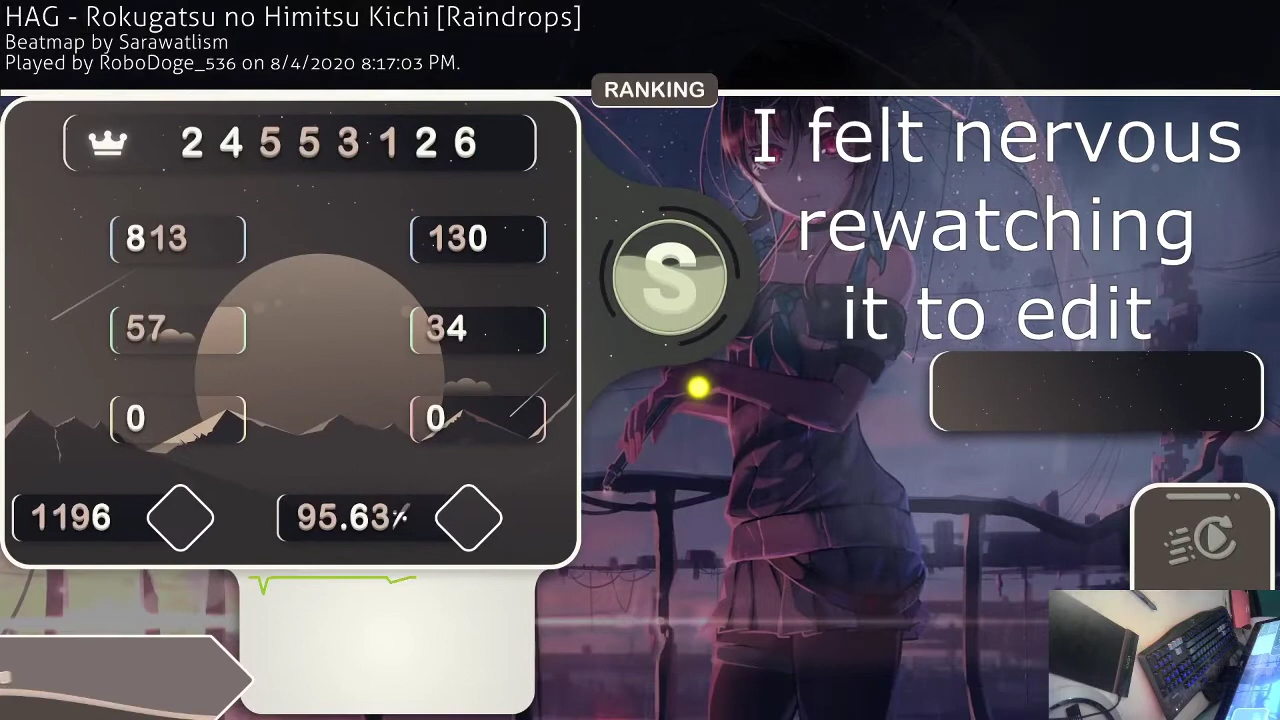 HAG - Rokugatsu no Himitsu Kichi [Raindrops]
Beatmap by Sarawatlism
Played by RoboDoge_536 on 8/4/2020 8:17:03 PM.
RANKING
24553126
I felt nervous
rewatching
it to edit
813 130
S
57 34
0 0
1196 95.63%